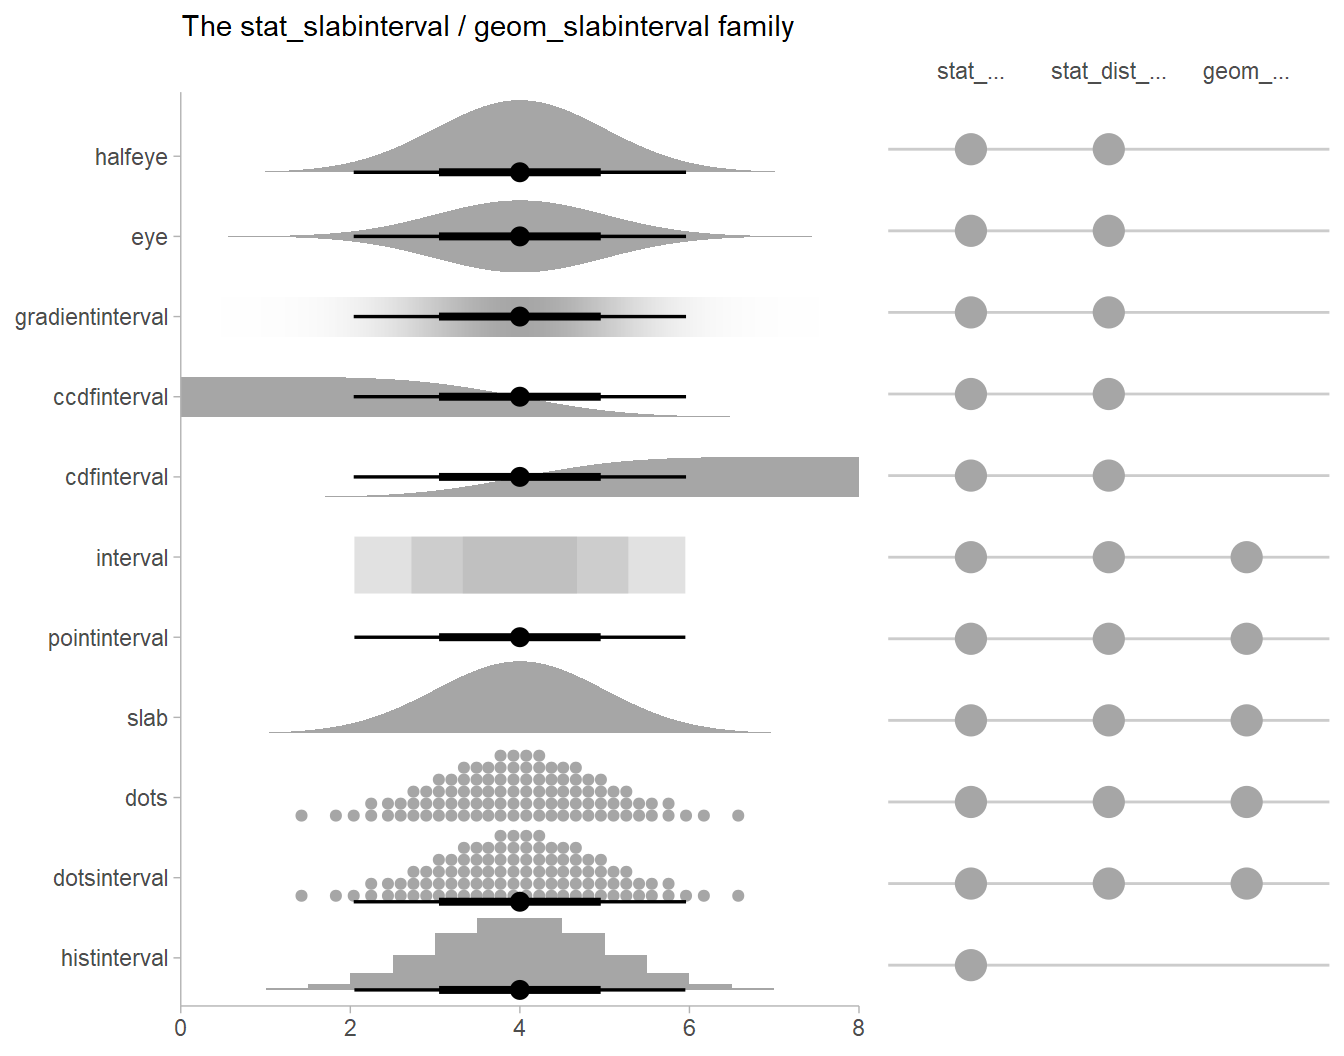 The stat_slabinterval / geom_slabinterval family
stat_... stat_dist_... geom_...
halfeye
eye
gradientinterval
ccdfinterval
cdfinterval
interval
pointinterval
slab
dots
dotsinterval
histinterval
0 2 4 6 8